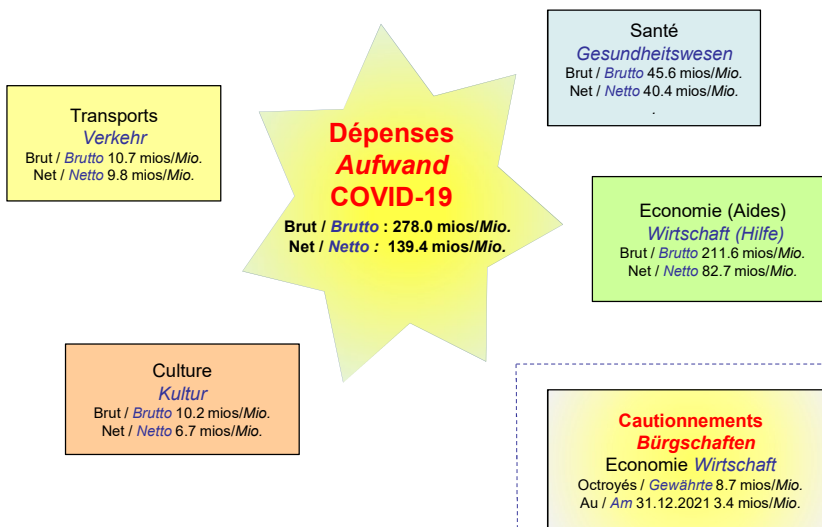 Santé
Gesundheitswesen
Brut / Brutto 45.6 mios/Mio.
Net / Netto 40.4 mios/Mio.
.
Transports
Verkehr
Brut / Brutto 10.7 mios/Mio.
Net / Netto 9.8 mios/Mio.
Dépenses
Aufwand
COVID-19
Brut / Brutto : 278.0 mios/Mio.
Net / Netto : 139.4 mios/Mio.
Economie (Aides)
Wirtschaft (Hilfe)
Brut / Brutto 211.6 mios/Mio.
Net / Netto 82.7 mios/Mio.
Culture
Kultur
Brut / Brutto 10.2 mios/Mio.
Net / Netto 6.7 mios/Mio.
Cautionnements
Bürgschaften
Economie Wirtschaft
Octroyés / Gewährte 8.7 mios/Mio.
Au / Am 31.12.2021 3.4 mios/Mio.